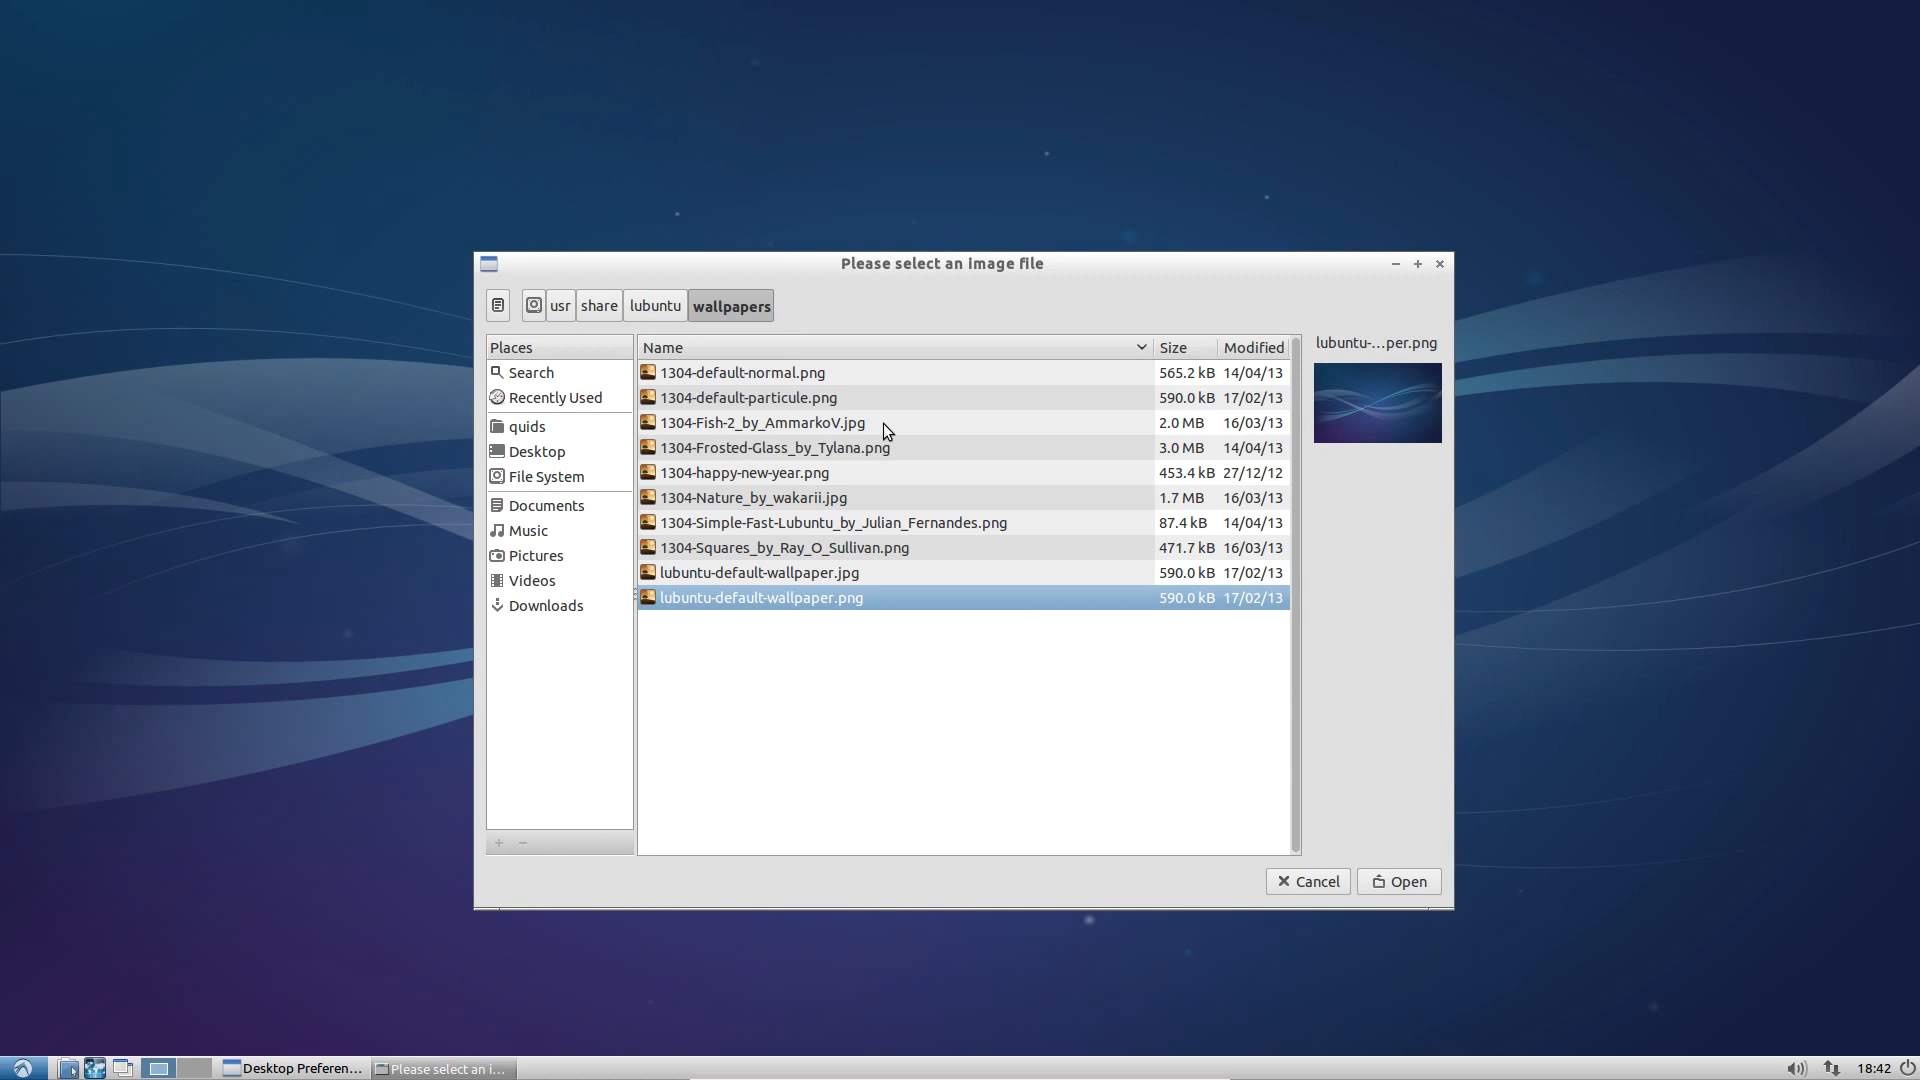 Please select an image file
usr share lubuntu wallpapers
Places
Search
Recently Used
quids
Desktop
File System
Documents
Music
Pictures
Videos
Downloads
Name Size Modified
1304-default-normal.png 565.2 kB 14/04/13
1304-default-particule.png 590.0 kB 17/02/13
1304-Fish-2_by_AmmarkoV.jpg 2.0 MB 16/03/13
1304-Frosted-Glass_by_Tylana.png 3.0 MB 14/04/13
1304-happy-new-year.png 453.4 kB 27/12/12
1304-Nature_by_wakarii.jpg 1.7 MB 16/03/13
1304-Simple-Fast-Lubuntu_by_Julian_Fernandes.png 87.4 kB 14/04/13
1304-Squares_by_Ray_O_Sullivan.png 471.7 kB 16/03/13
lubuntu-default-wallpaper.jpg 590.0 kB 17/02/13
lubuntu-default-wallpaper.png 590.0 kB 17/02/13
lubuntu-...per.png
Cancel Open
Desktop Preferen... Please select an i... 18:42